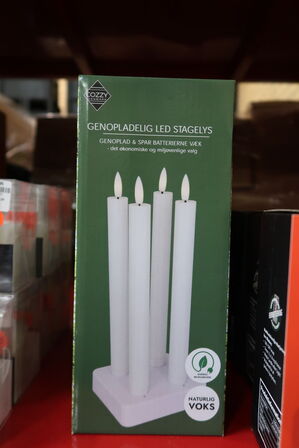 COZZY
GENOPLADELIG LED STAGELYS
GENOPLAD & SPAR BATTERIERNE VÆK
- det økonomiske og miljøvenlige valg
NATURLIG
VOKS